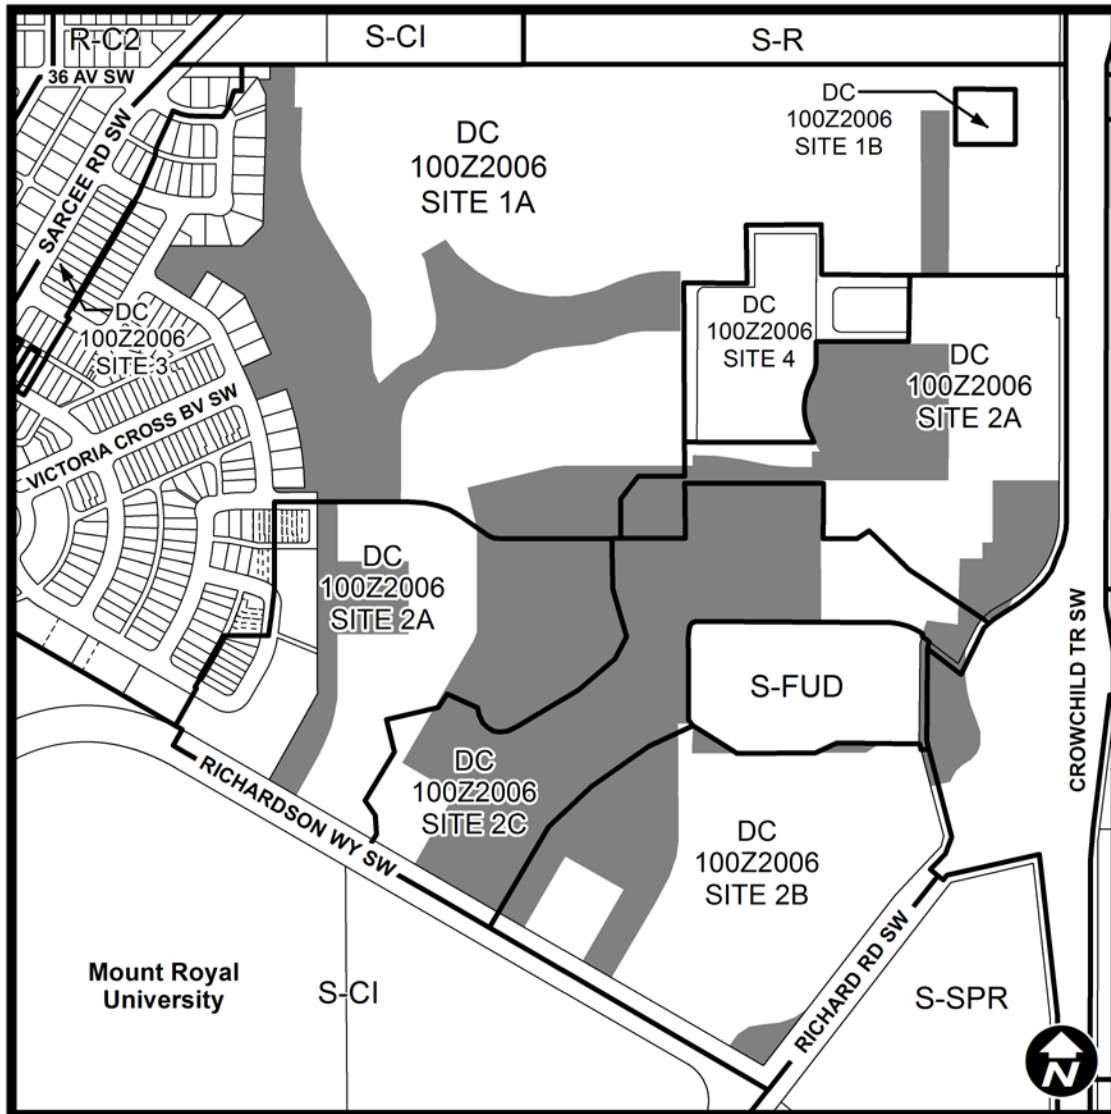 R-C2
S-CI
S-R
36 AV SW
SARCEE RD SW
DC
100Z2006
SITE 1A
DC
100Z2006
SITE 1B
DC
100Z2006
SITE 3
DC
100Z2006
SITE 4
DC
100Z2006
SITE 2A
VICTORIA CROSS BV SW
DC
100Z2006
SITE 2A
S-FUD
CROWCHILD TR SW
RICHARDSON WY SW
DC
100Z2006
SITE 2C
DC
100Z2006
SITE 2B
RICHARD RD SW
Mount Royal
University
S-CI
S-SPR
N